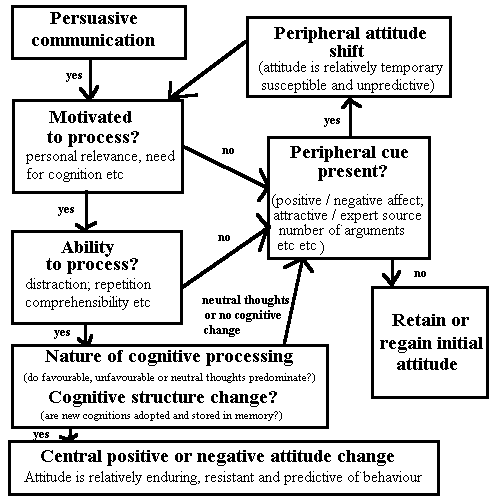 Persuasive
communication
yes
Motivated
to process?
personal relevance, need
for cognition etc
no
yes
Ability
to process?
distraction; repetition
comprehensibility etc
no
yes
Nature of cognitive processing
(do favourable, unfavourable or neutral thoughts predominate?)
Cognitive structure change?
(are new cognitions adopted and stored in memory?)
neutral thoughts
or no cognitive
change
yes
Central positive or negative attitude change
Attitude is relatively enduring, resistant and predictive of behaviour
Peripheral attitude
shift
(attitude is relatively temporary
susceptible and unpredictive)
yes
Peripheral cue
present?
(positive / negative affect;
attractive / expert source
number of arguments
etc etc )
no
Retain or
regain initial
attitude